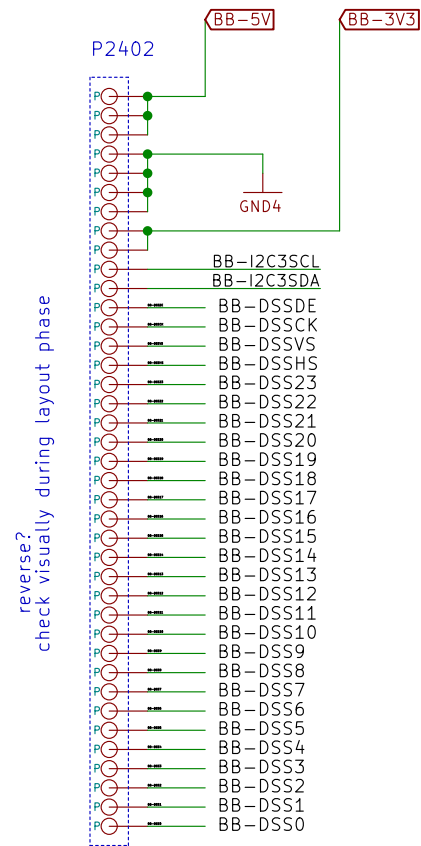 BB-5V
BB-3V3
P2402
P
P
P
P
P
P
P
GND4
P
P
P BB-I2C3SCL
P BB-I2C3SDA
P BB-DSSDE
P BB-DSSCK
P BB-DSSVS
P BB-DSSHS
P BB-DSS23
P BB-DSS22
P BB-DSS21
P BB-DSS20
P BB-DSS19
P BB-DSS18
P BB-DSS17
P BB-DSS16
P BB-DSS15
P BB-DSS14
P BB-DSS13
P BB-DSS12
P BB-DSS11
P BB-DSS10
P BB-DSS9
P BB-DSS8
P BB-DSS7
P BB-DSS6
P BB-DSS5
P BB-DSS4
P BB-DSS3
P BB-DSS2
P BB-DSS1
P BB-DSS0
reverse?
check visually during layout phase